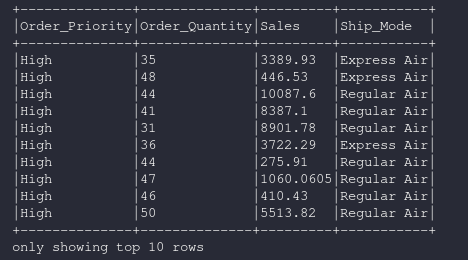 +--------------+--------------+---------+-----------+
|Order_Priority|Order_Quantity|Sales    |Ship_Mode  |
+--------------+--------------+---------+-----------+
|High          |35            |3389.93  |Express Air|
|High          |48            |446.53   |Express Air|
|High          |44            |10087.6  |Regular Air|
|High          |41            |8387.1   |Regular Air|
|High          |31            |8901.78  |Regular Air|
|High          |36            |3722.29  |Express Air|
|High          |44            |275.91   |Regular Air|
|High          |47            |1060.0605|Regular Air|
|High          |46            |410.43   |Regular Air|
|High          |50            |5513.82  |Regular Air|
+--------------+--------------+---------+-----------+
only showing top 10 rows